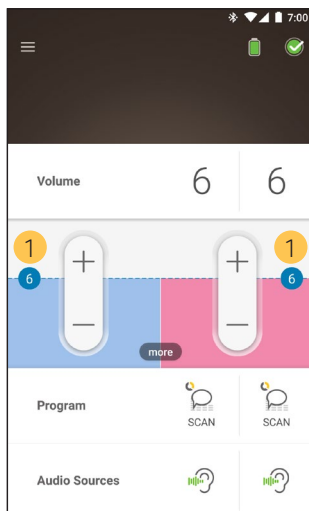 7:00
Volume 6 6
+ +
1 1
6 6
− −
more
Program SCAN SCAN
Audio Sources